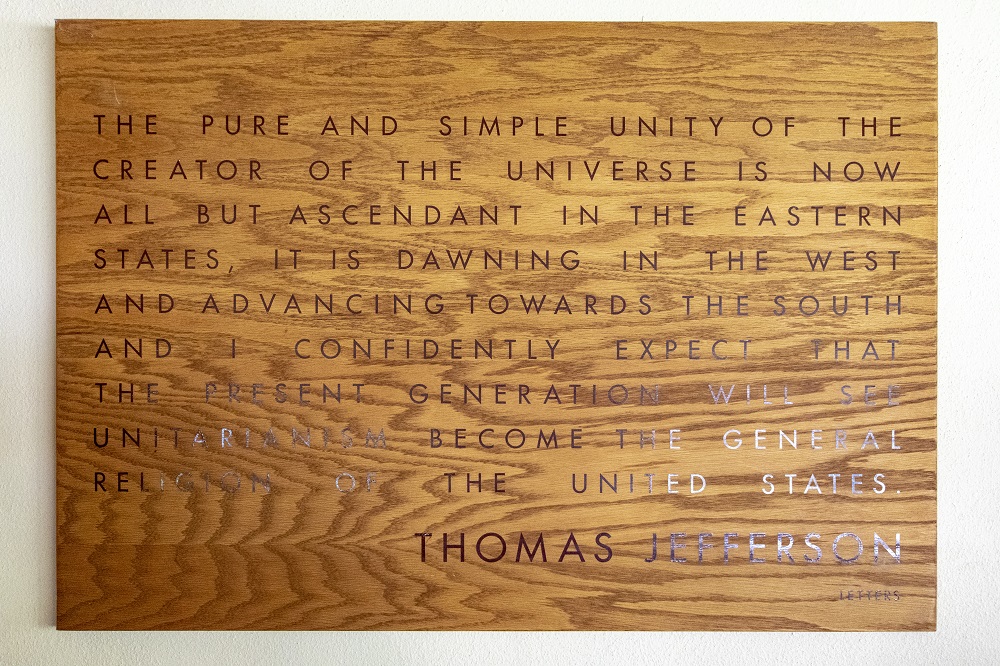 THE PURE AND SIMPLE UNITY OF THE
CREATOR OF THE UNIVERSE IS NOW
ALL BUT ASCENDANT IN THE EASTERN
STATES, IT IS DAWNING IN THE WEST
AND ADVANCING TOWARDS THE SOUTH
AND I CONFIDENTLY EXPECT THAT
THE PRESENT GENERATION WILL SEE
UNITARIANISM BECOME THE GENERAL
RELIGION OF THE UNITED STATES.
THOMAS JEFFERSON
LETTERS